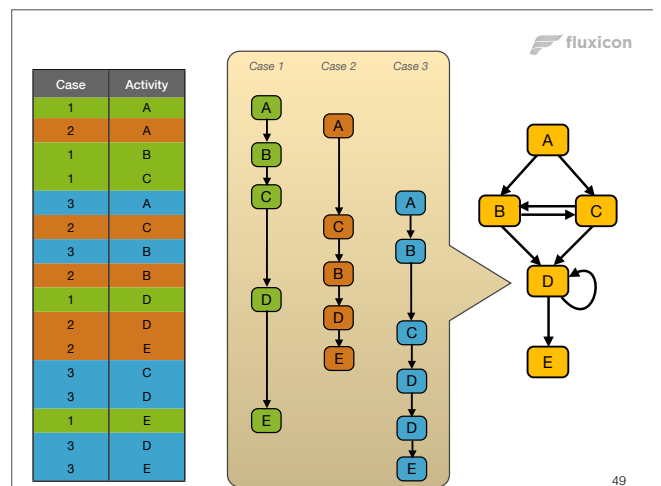 fluxicon
Case Activity
1 A
2 A
1 B
1 C
3 A
2 C
3 B
2 B
1 D
2 D
2 E
3 C
3 D
1 E
3 D
3 E
Case 1 Case 2 Case 3
A
B
C
D
E
A
C
B
D
E
A
B
C
D
D
E
A
B C
D
E
49